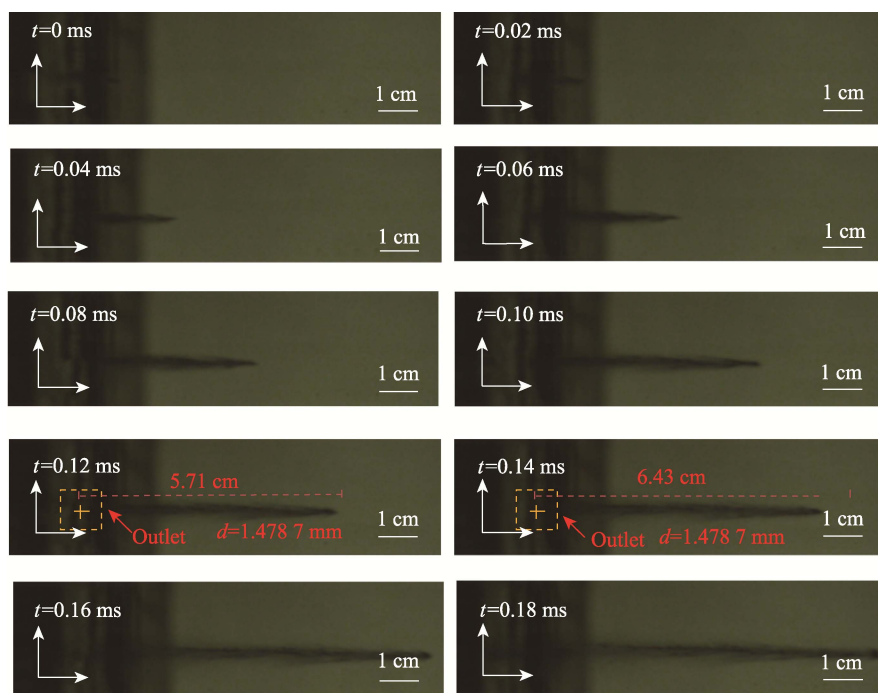 t=0 ms
1 cm
t=0.02 ms
1 cm
t=0.04 ms
1 cm
t=0.06 ms
1 cm
t=0.08 ms
1 cm
t=0.10 ms
1 cm
t=0.12 ms
5.71 cm
1 cm
Outlet
d=1.478 7 mm
t=0.14 ms
6.43 cm
1 cm
Outlet
d=1.478 7 mm
t=0.16 ms
1 cm
t=0.18 ms
1 cm